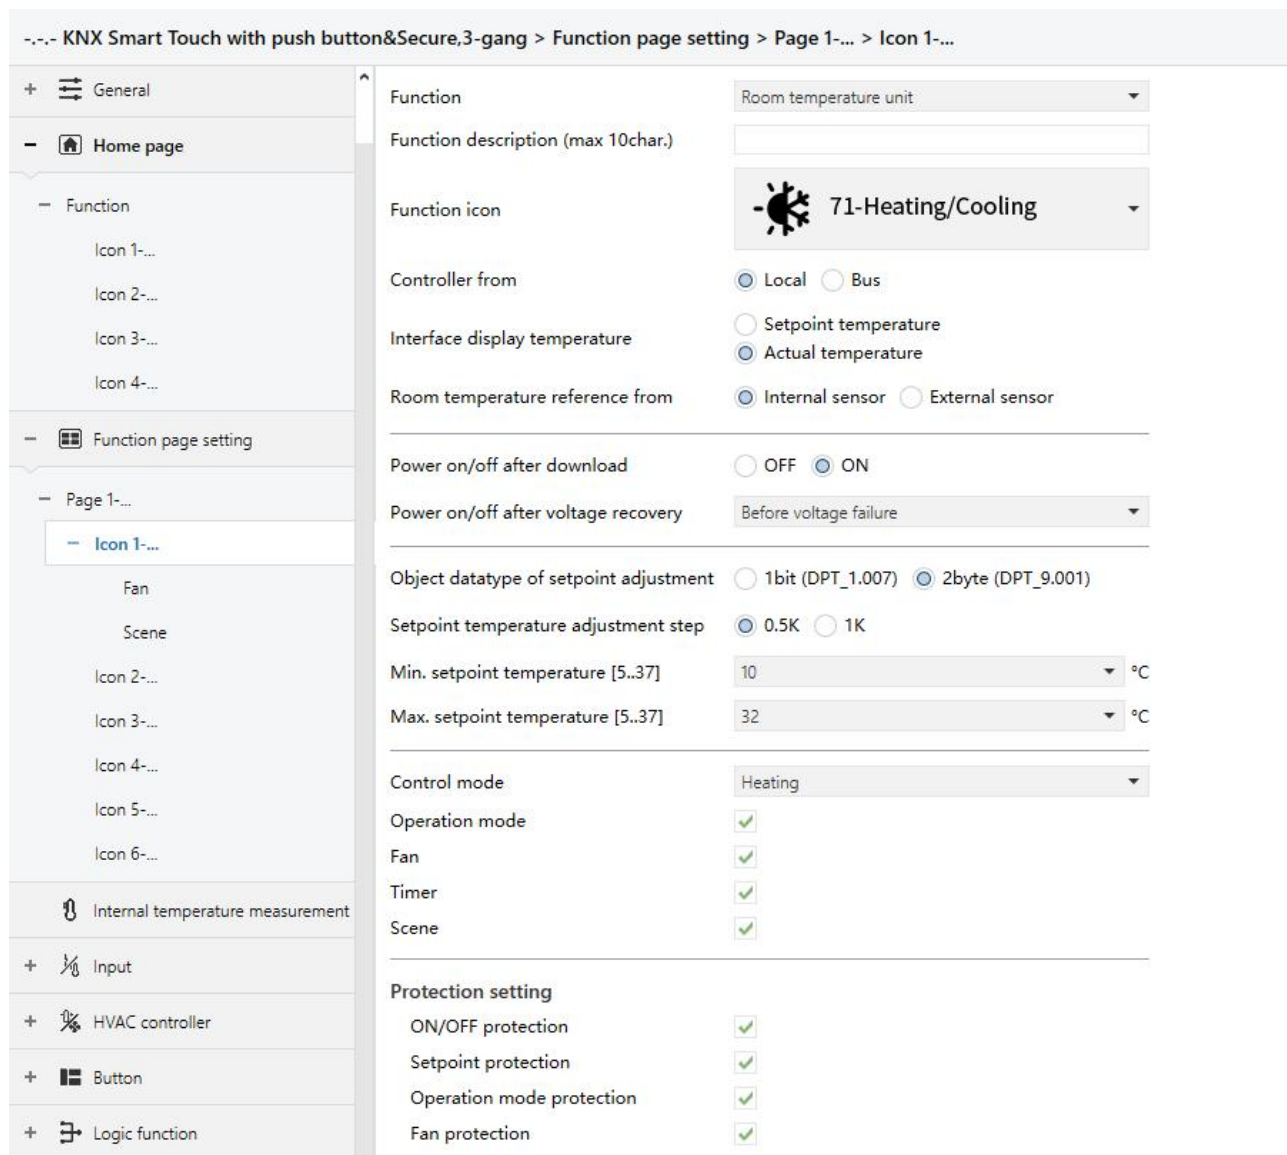 -.-.- KNX Smart Touch with push button&Secure,3-gang > Function page setting > Page 1-... > Icon 1-...
+ General
– Home page
– Function
Icon 1-...
Icon 2-...
Icon 3-...
Icon 4-...
– Function page setting
– Page 1-...
– Icon 1-...
Fan
Scene
Icon 2-...
Icon 3-...
Icon 4-...
Icon 5-...
Icon 6-...
Internal temperature measurement
+ Input
+ HVAC controller
+ Button
+ Logic function
Function Room temperature unit
Function description (max 10char.)
Function icon 71-Heating/Cooling
Controller from Local Bus
Interface display temperature Setpoint temperature
Actual temperature
Room temperature reference from Internal sensor External sensor
Power on/off after download OFF ON
Power on/off after voltage recovery Before voltage failure
Object datatype of setpoint adjustment 1bit (DPT_1.007) 2byte (DPT_9.001)
Setpoint temperature adjustment step 0.5K 1K
Min. setpoint temperature [5..37] 10 °C
Max. setpoint temperature [5..37] 32 °C
Control mode Heating
Operation mode
Fan
Timer
Scene
Protection setting
ON/OFF protection
Setpoint protection
Operation mode protection
Fan protection